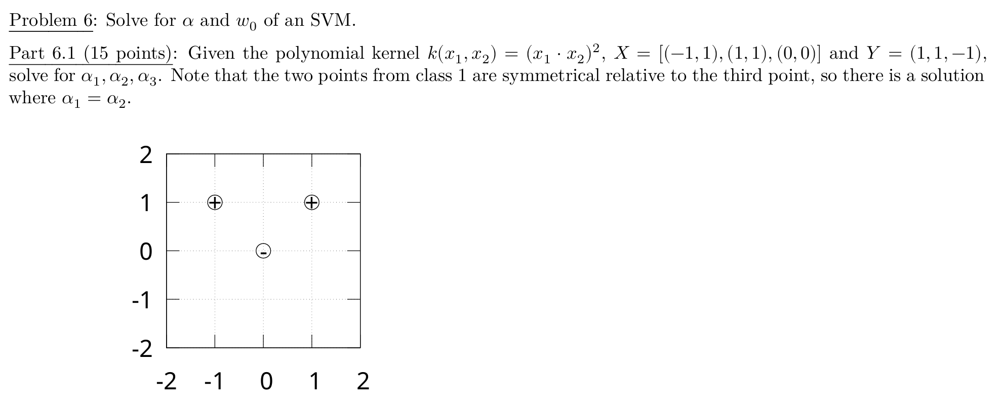 Problem 6: Solve for α and w₀ of an SVM.
Part 6.1 (15 points): Given the polynomial kernel k(x₁, x₂) = (x₁ · x₂)², X = [(−1, 1), (1, 1), (0, 0)] and Y = (1, 1, −1),
solve for α₁, α₂, α₃. Note that the two points from class 1 are symmetrical relative to the third point, so there is a solution
where α₁ = α₂.
2
1
+ +
0
-
-1
-2
-2 -1 0 1 2